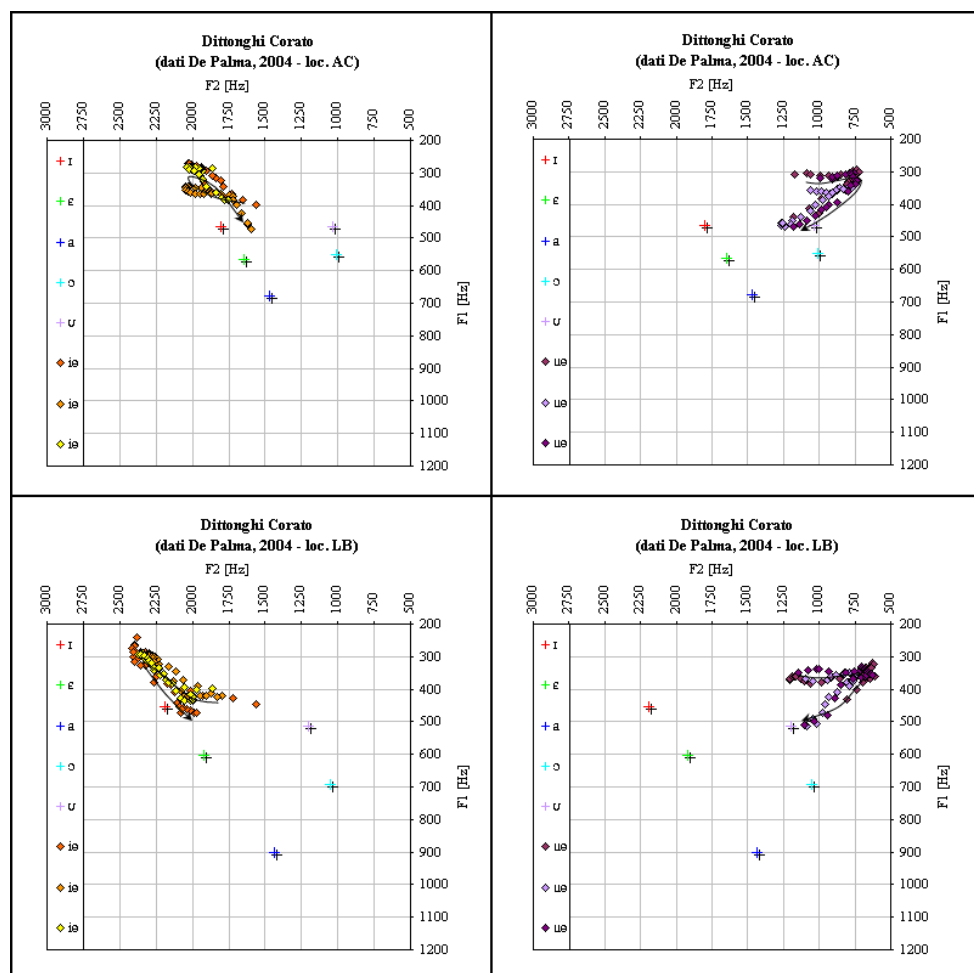 Dittonghi Corato
(dati De Palma, 2004 - loc. AC)
F2 [Hz]
3000 2750 2500 2250 2000 1750 1500 1250 1000 750 500
200
300
400
500
600
700
800
900
1000
1100
1200
F1 [Hz]
ɪ
ɛ
a
ɔ
ʊ
iə
iə
iə
Dittonghi Corato
(dati De Palma, 2004 - loc. AC)
F2 [Hz]
3000 2750 2500 2250 2000 1750 1500 1250 1000 750 500
200
300
400
500
600
700
800
900
1000
1100
1200
F1 [Hz]
ɪ
ɛ
a
ɔ
ʊ
uə
uə
uə
Dittonghi Corato
(dati De Palma, 2004 - loc. LB)
F2 [Hz]
3000 2750 2500 2250 2000 1750 1500 1250 1000 750 500
200
300
400
500
600
700
800
900
1000
1100
1200
F1 [Hz]
ɪ
ɛ
a
ɔ
ʊ
iə
iə
iə
Dittonghi Corato
(dati De Palma, 2004 - loc. LB)
F2 [Hz]
3000 2750 2500 2250 2000 1750 1500 1250 1000 750 500
200
300
400
500
600
700
800
900
1000
1100
1200
F1 [Hz]
ɪ
ɛ
a
ɔ
ʊ
uə
uə
uə